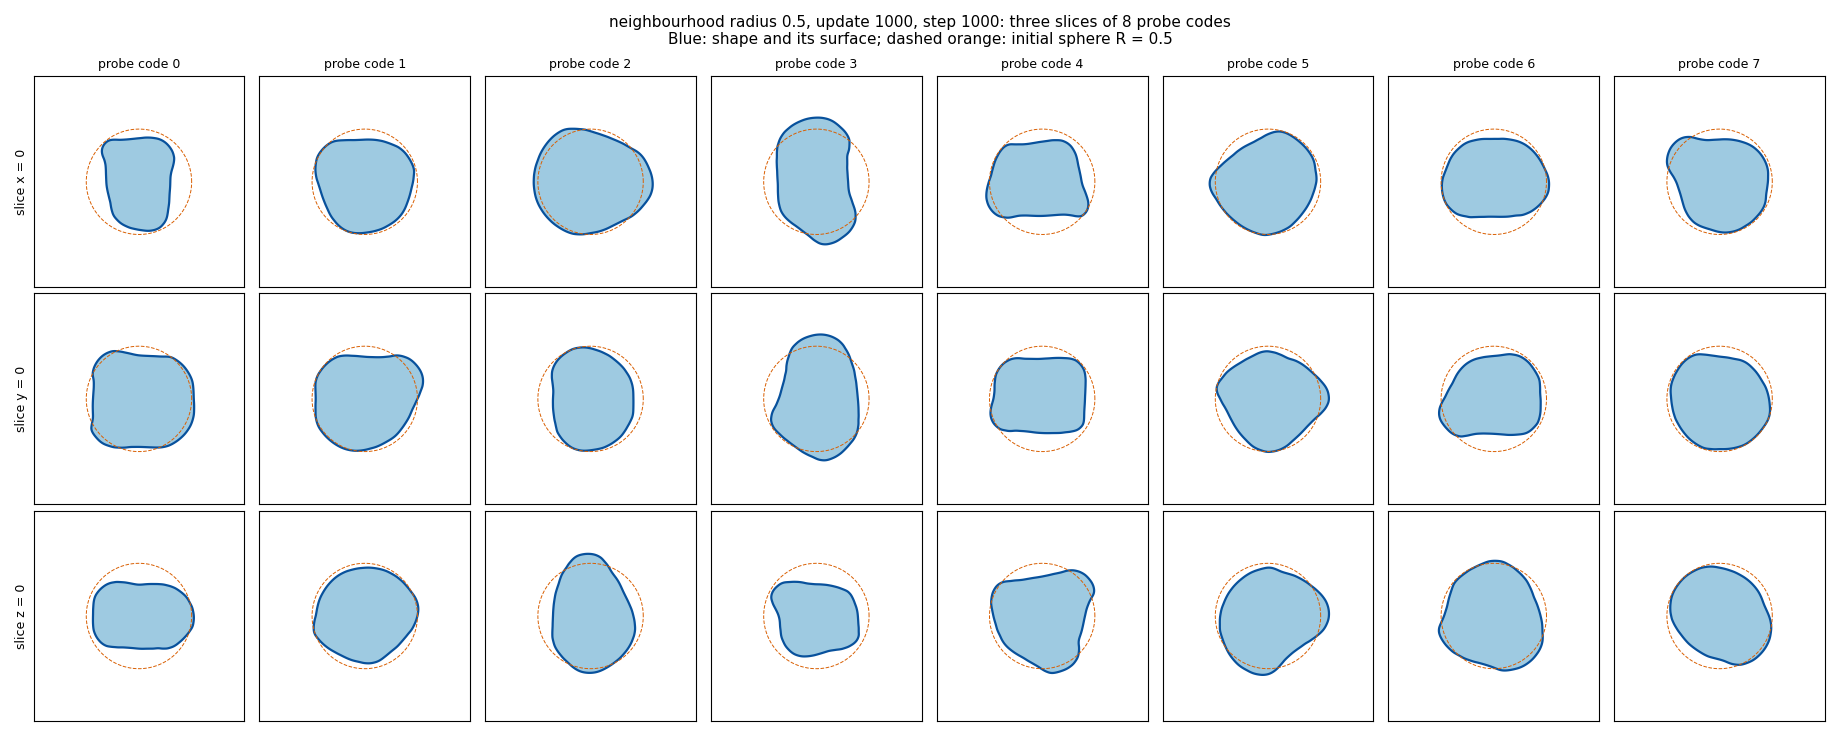 neighbourhood radius 0.5, update 1000, step 1000: three slices of 8 probe codes
Blue: shape and its surface; dashed orange: initial sphere R = 0.5
probe code 0
probe code 1
probe code 2
probe code 3
probe code 4
probe code 5
probe code 6
probe code 7
slice x = 0
slice y = 0
slice z = 0